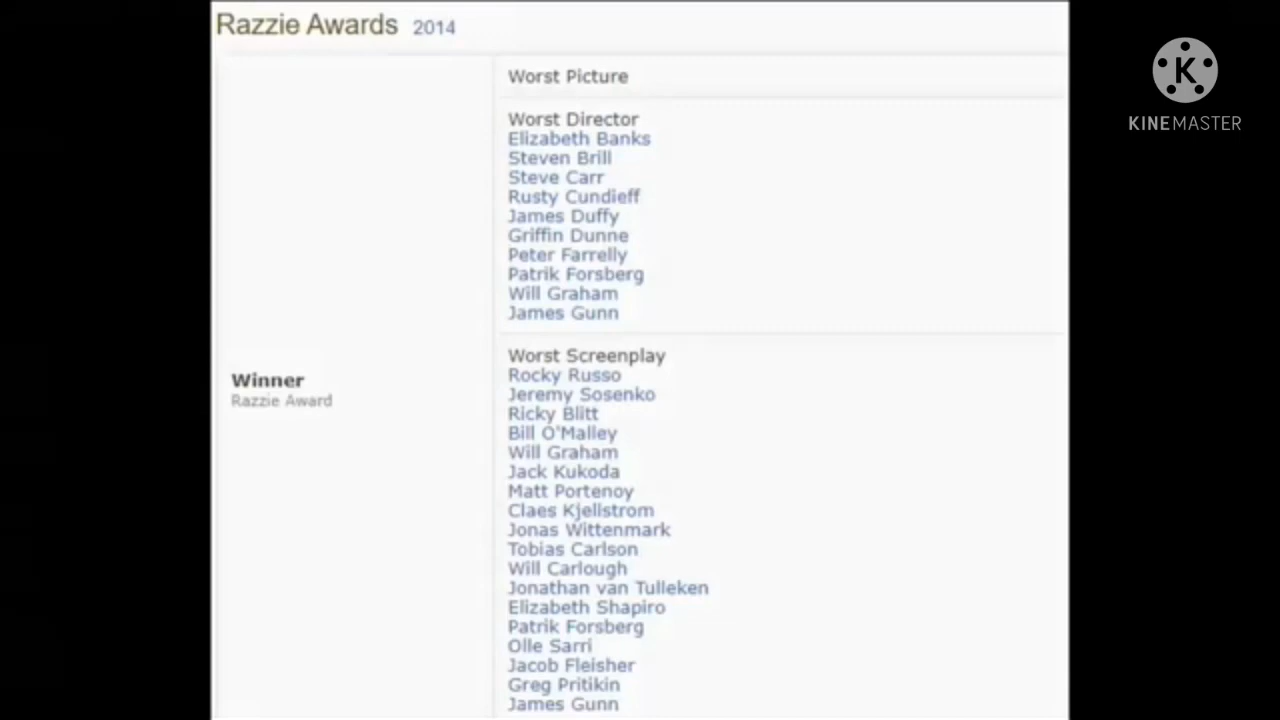 Razzie Awards 2014
Worst Picture
Worst Director
Elizabeth Banks
Steven Brill
Steve Carr
Rusty Cundieff
James Duffy
Griffin Dunne
Peter Farrelly
Patrik Forsberg
Will Graham
James Gunn
Winner
Razzie Award
Worst Screenplay
Rocky Russo
Jeremy Sosenko
Ricky Blitt
Bill O'Malley
Will Graham
Jack Kukoda
Matt Portenoy
Claes Kjellstrom
Jonas Wittenmark
Tobias Carlson
Will Carlough
Jonathan van Tulleken
Elizabeth Shapiro
Patrik Forsberg
Olle Sarri
Jacob Fleisher
Greg Pritikin
James Gunn
K
KINEMASTER